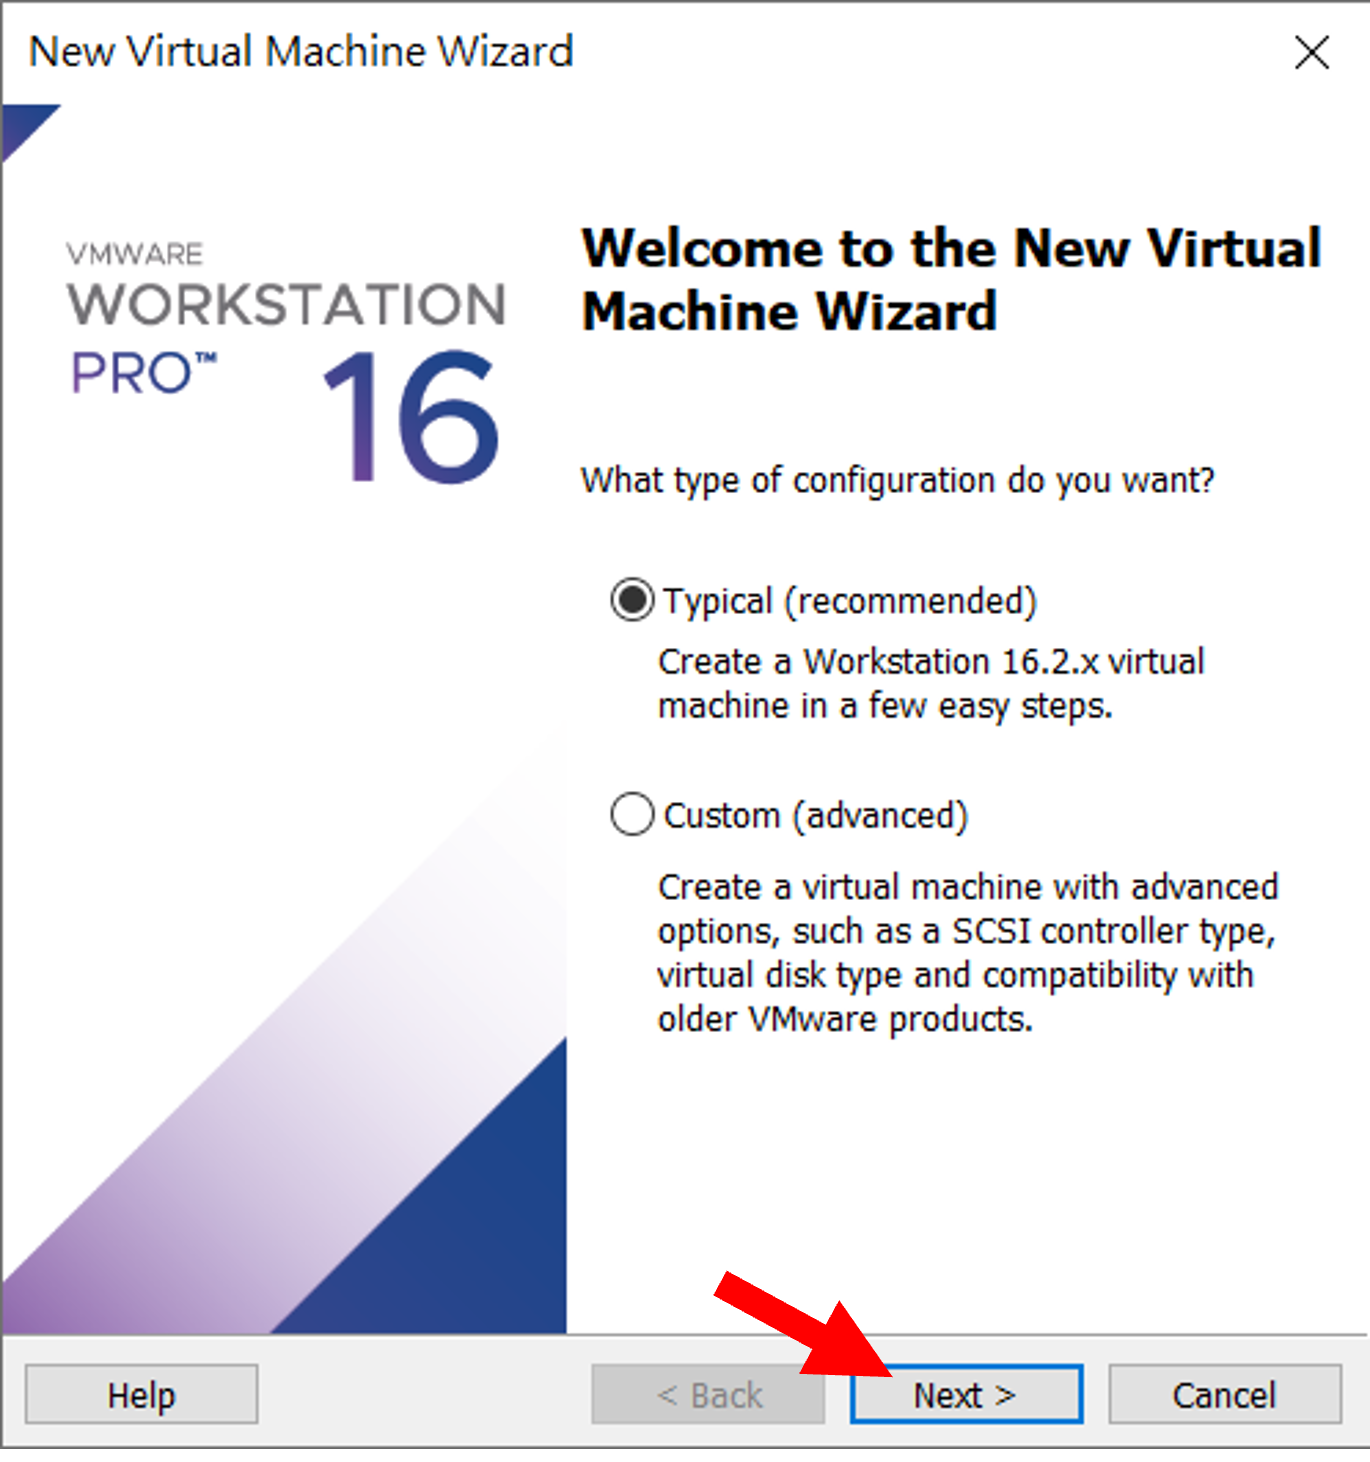 New Virtual Machine Wizard
VMWARE
WORKSTATION
PRO™ 16
Welcome to the New Virtual
Machine Wizard
What type of configuration do you want?
Typical (recommended)
Create a Workstation 16.2.x virtual
machine in a few easy steps.
Custom (advanced)
Create a virtual machine with advanced
options, such as a SCSI controller type,
virtual disk type and compatibility with
older VMware products.
Help
< Back
Next >
Cancel